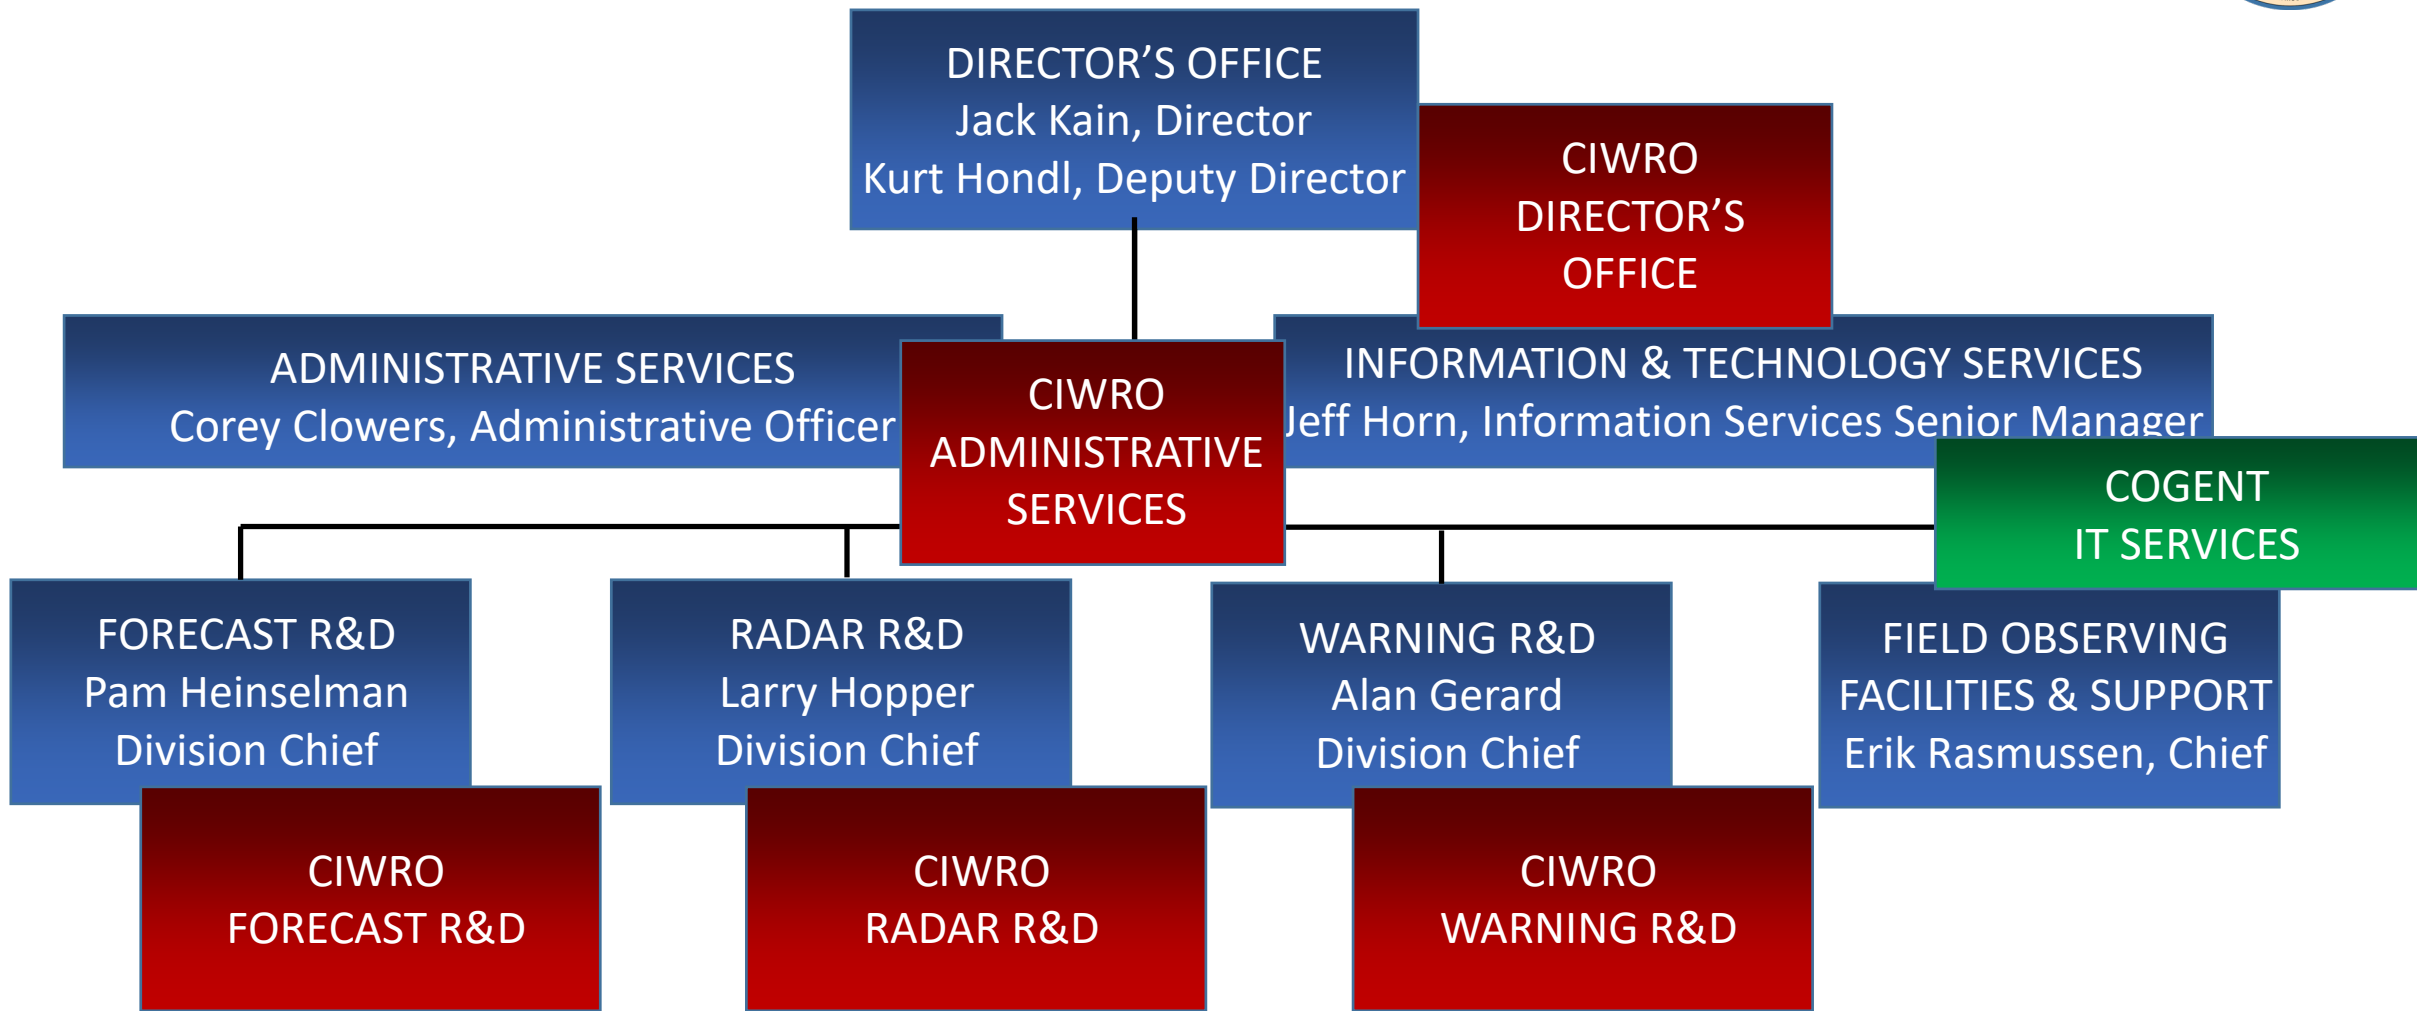 DIRECTOR’S OFFICE
Jack Kain, Director
Kurt Hondl, Deputy Director
CIWRO
DIRECTOR’S
OFFICE
ADMINISTRATIVE SERVICES
Corey Clowers, Administrative Officer
CIWRO
ADMINISTRATIVE
SERVICES
INFORMATION & TECHNOLOGY SERVICES
Jeff Horn, Information Services Senior Manager
COGENT
IT SERVICES
FORECAST R&D
Pam Heinselman
Division Chief
RADAR R&D
Larry Hopper
Division Chief
WARNING R&D
Alan Gerard
Division Chief
FIELD OBSERVING
FACILITIES & SUPPORT
Erik Rasmussen, Chief
CIWRO
FORECAST R&D
CIWRO
RADAR R&D
CIWRO
WARNING R&D